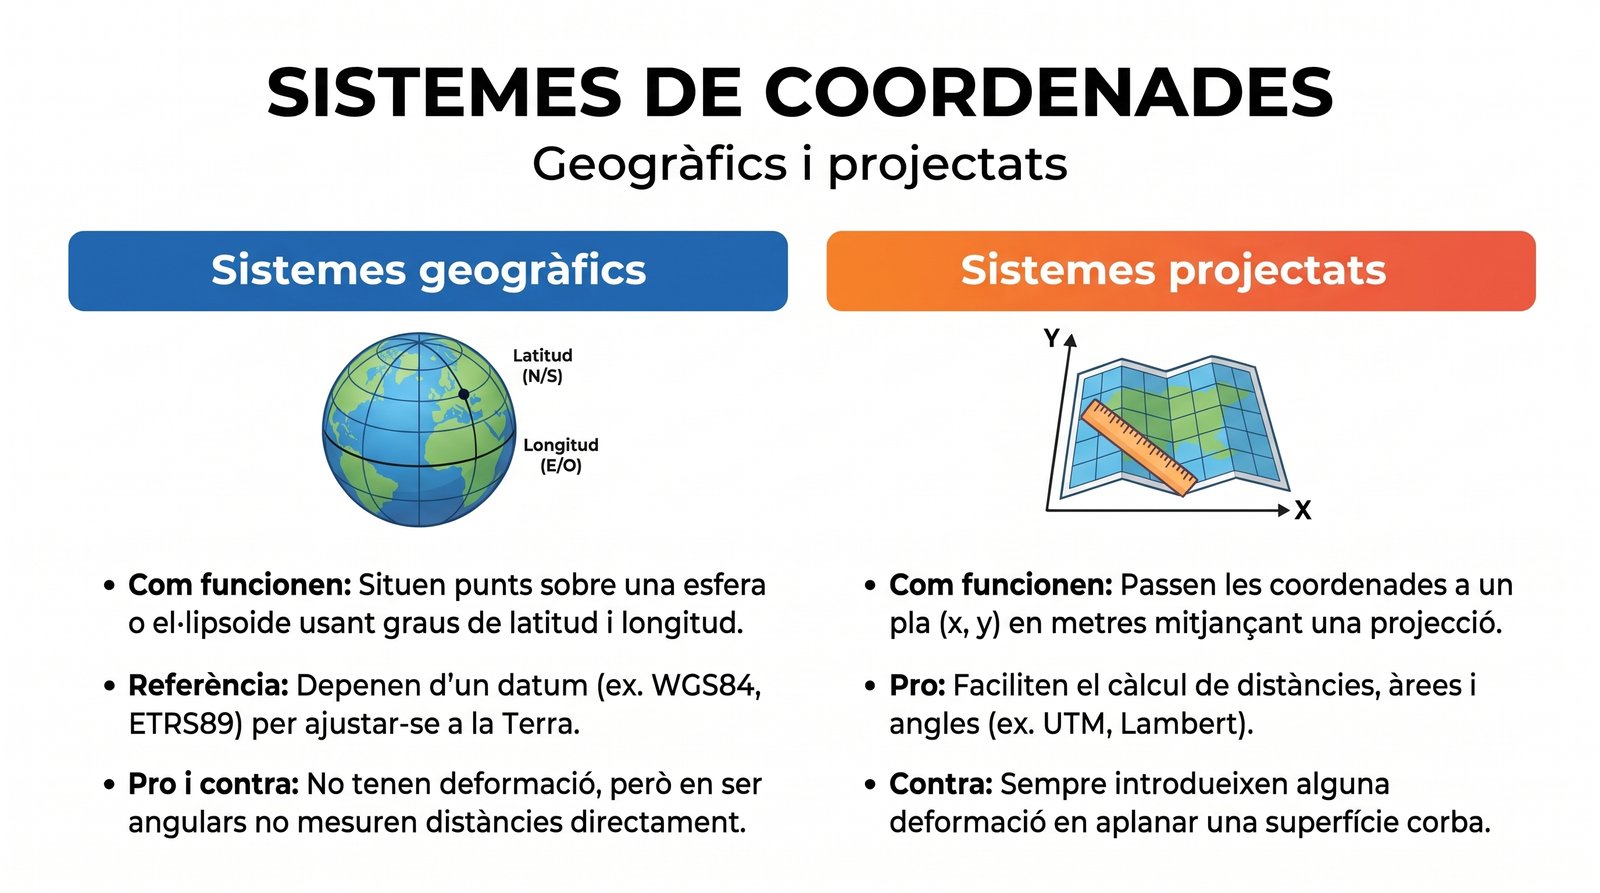 SISTEMES DE COORDENADES
Geogràfics i projectats
Sistemes geogràfics
Latitud
(N/S)
Longitud
(E/O)
• Com funcionen: Situen punts sobre una esfera
o el·lipsoide usant graus de latitud i longitud.
• Referència: Depenen d’un datum (ex. WGS84,
ETRS89) per ajustar-se a la Terra.
• Pro i contra: No tenen deformació, però en ser
angulars no mesuren distàncies directament.
Sistemes projectats
Y
X
• Com funcionen: Passen les coordenades a un
pla (x, y) en metres mitjançant una projecció.
• Pro: Faciliten el càlcul de distàncies, àrees i
angles (ex. UTM, Lambert).
• Contra: Sempre introdueixen alguna
deformació en aplanar una superfície corba.